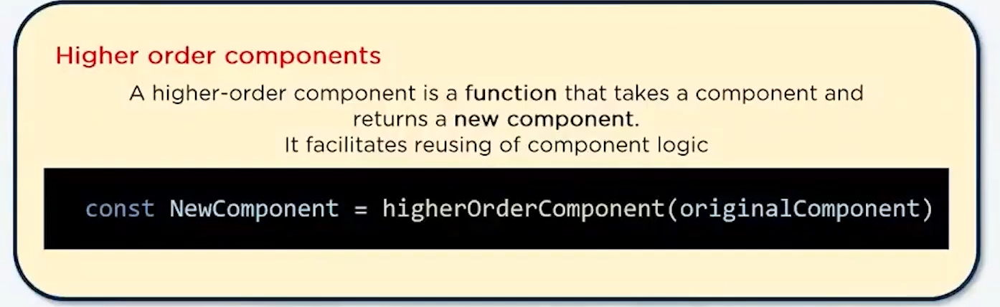 Higher order components
A higher-order component is a function that takes a component and
returns a new component.
It facilitates reusing of component logic
const NewComponent = higherOrderComponent(originalComponent)